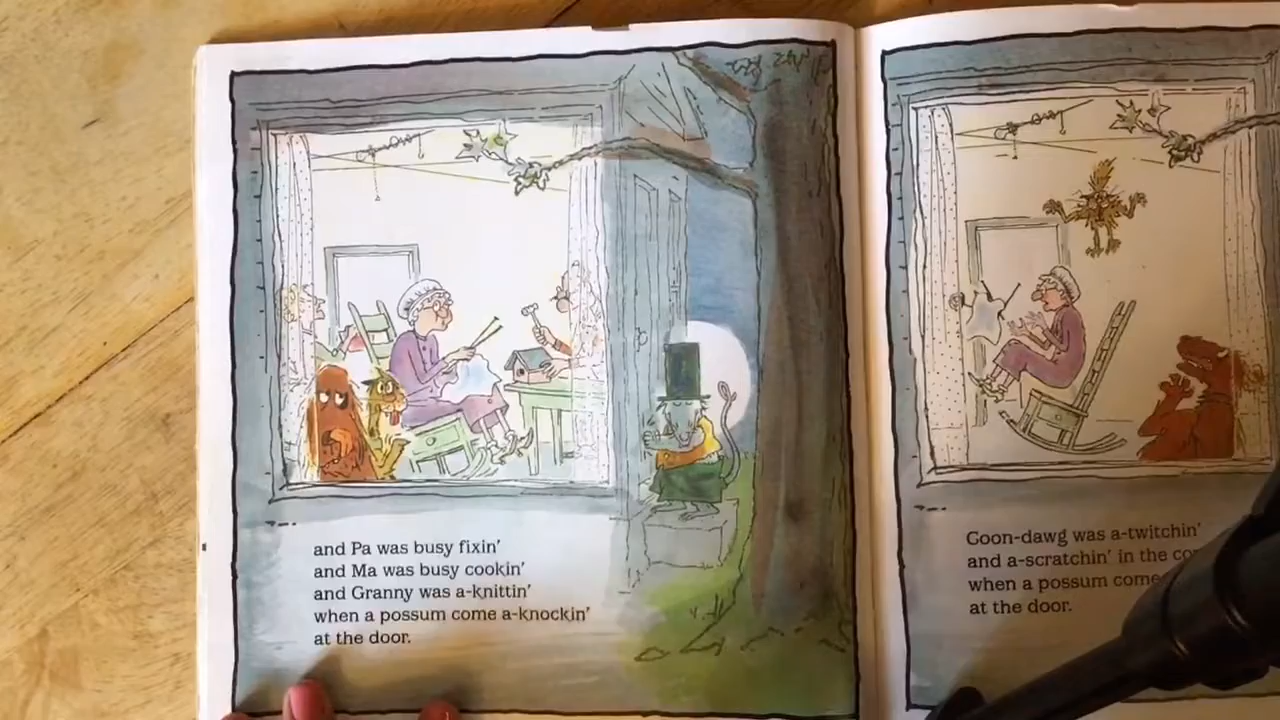 and Pa was busy fixin'
and Ma was busy cookin'
and Granny was a-knittin'
when a possum come a-knockin'
at the door.
Goon-dawg was a-twitchin'
and a-scratchin' in the
when a possum come
at the door.